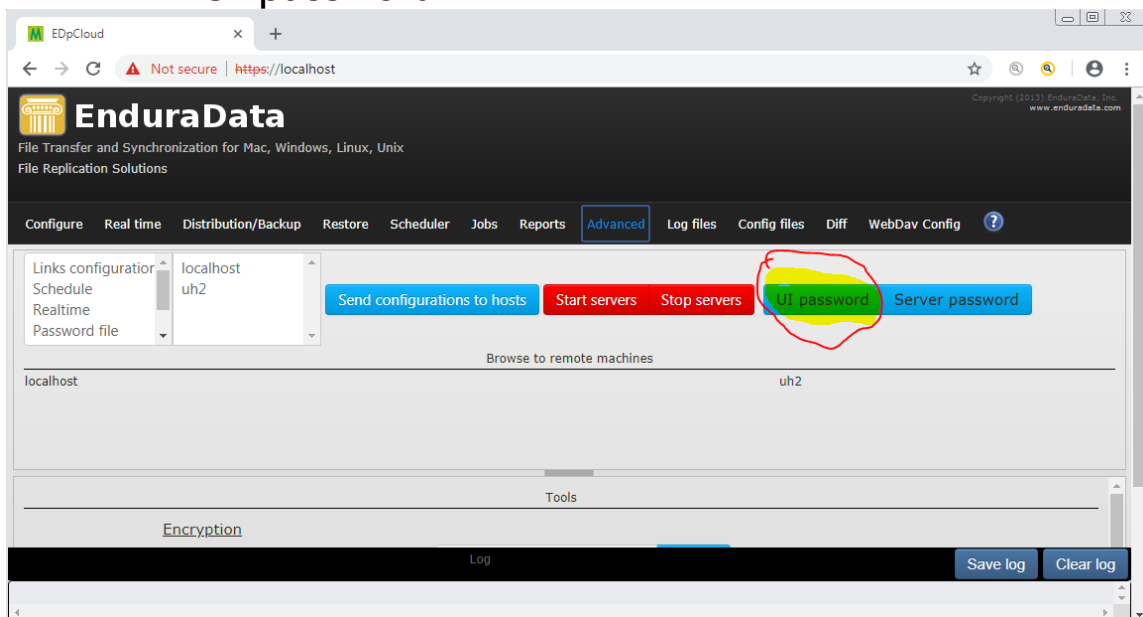 EDpCloud
Not secure | https://localhost
Copyright (2013) EnduraData, Inc.
www.enduradata.com
EnduraData
File Transfer and Synchronization for Mac, Windows, Linux, Unix
File Replication Solutions
Configure Real time Distribution/Backup Restore Scheduler Jobs Reports Advanced Log files Config files Diff WebDav Config ?
Links configuration
Schedule
Realtime
Password file
localhost
uh2
Send configurations to hosts Start servers Stop servers UI password Server password
Browse to remote machines
localhost uh2
Tools
Encryption
Log Save log Clear log